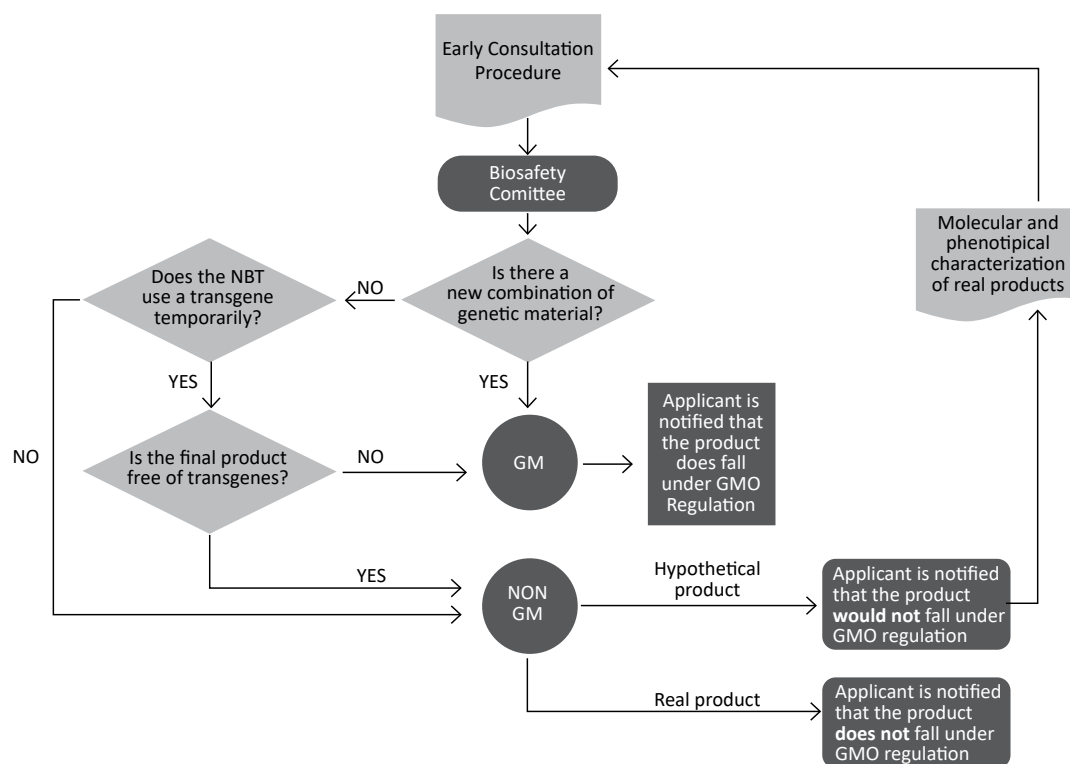 Early Consultation
Procedure
Biosafety
Comittee
Is there a
new combination of
genetic material?
NO
Does the NBT
use a transgene
temporarily?
Molecular and
phenotipical
characterization
of real products
YES
YES
Applicant is
notified that
the product
does fall
under GMO
Regulation
NO
Is the final product
free of transgenes?
NO
GM
YES
NON
GM
Hypothetical
product
Applicant is notified
that the product
would not fall under
GMO regulation
Real product
Applicant is notified
that the product
does not fall under
GMO regulation